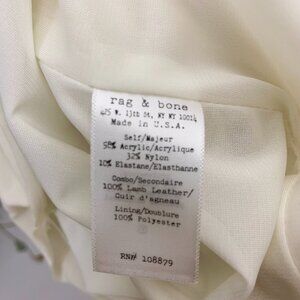 rag & bone
425 W. 13th St. NY NY 10014
Made in U.S.A.
Self/Majeur
58% Acrylic/Acrylique
32% Nylon
10% Elastane/Elasthanne
Combo/Secondaire
100% Lamb Leather/
Cuir d'agneau
Lining/Doublure
100% Polyester
RN# 108879